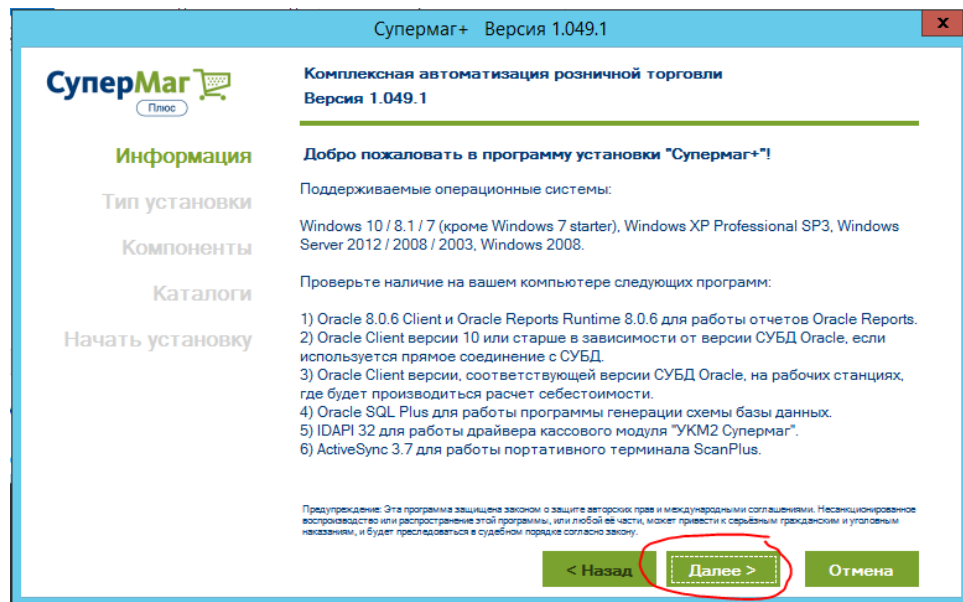 Супермаг+ Версия 1.049.1
x
СуперМаг
Плюс
Комплексная автоматизация розничной торговли
Версия 1.049.1
Информация
Тип установки
Компоненты
Каталоги
Начать установку
Добро пожаловать в программу установки "Супермаг+"!
Поддерживаемые операционные системы:
Windows 10 / 8.1 / 7 (кроме Windows 7 starter), Windows XP Professional SP3, Windows
Server 2012 / 2008 / 2003, Windows 2008.
Проверьте наличие на вашем компьютере следующих программ:
1) Oracle 8.0.6 Client и Oracle Reports Runtime 8.0.6 для работы отчетов Oracle Reports.
2) Oracle Client версии 10 или старше в зависимости от версии СУБД Oracle, если
используется прямое соединение с СУБД.
3) Oracle Client версии, соответствующей версии СУБД Oracle, на рабочих станциях,
где будет производиться расчет себестоимости.
4) Oracle SQL Plus для работы программы генерации схемы базы данных.
5) IDAPI 32 для работы драйвера кассового модуля "УКМ2 Супермаг".
6) ActiveSync 3.7 для работы портативного терминала ScanPlus.
Предупреждение: Эта программа защищена законом о защите авторских прав и международными соглашениями. Несанкционированное
воспроизводство или распространение этой программы, или любой её части, может привести к серьёзным гражданским и уголовным
наказаниям, и будет преследоваться в судебном порядке согласно закону.
< Назад
Далее >
Отмена